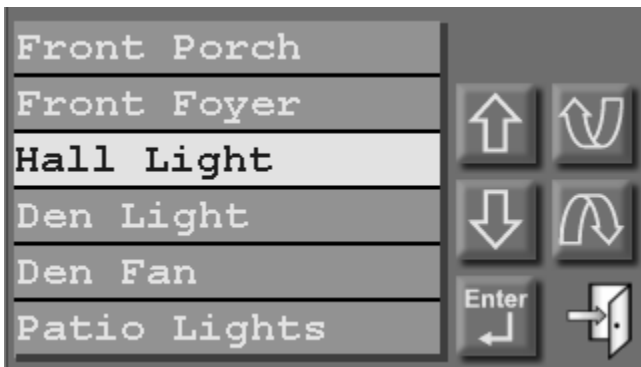 Front Porch
Front Foyer
Hall Light
Den Light
Den Fan
Patio Lights
Enter